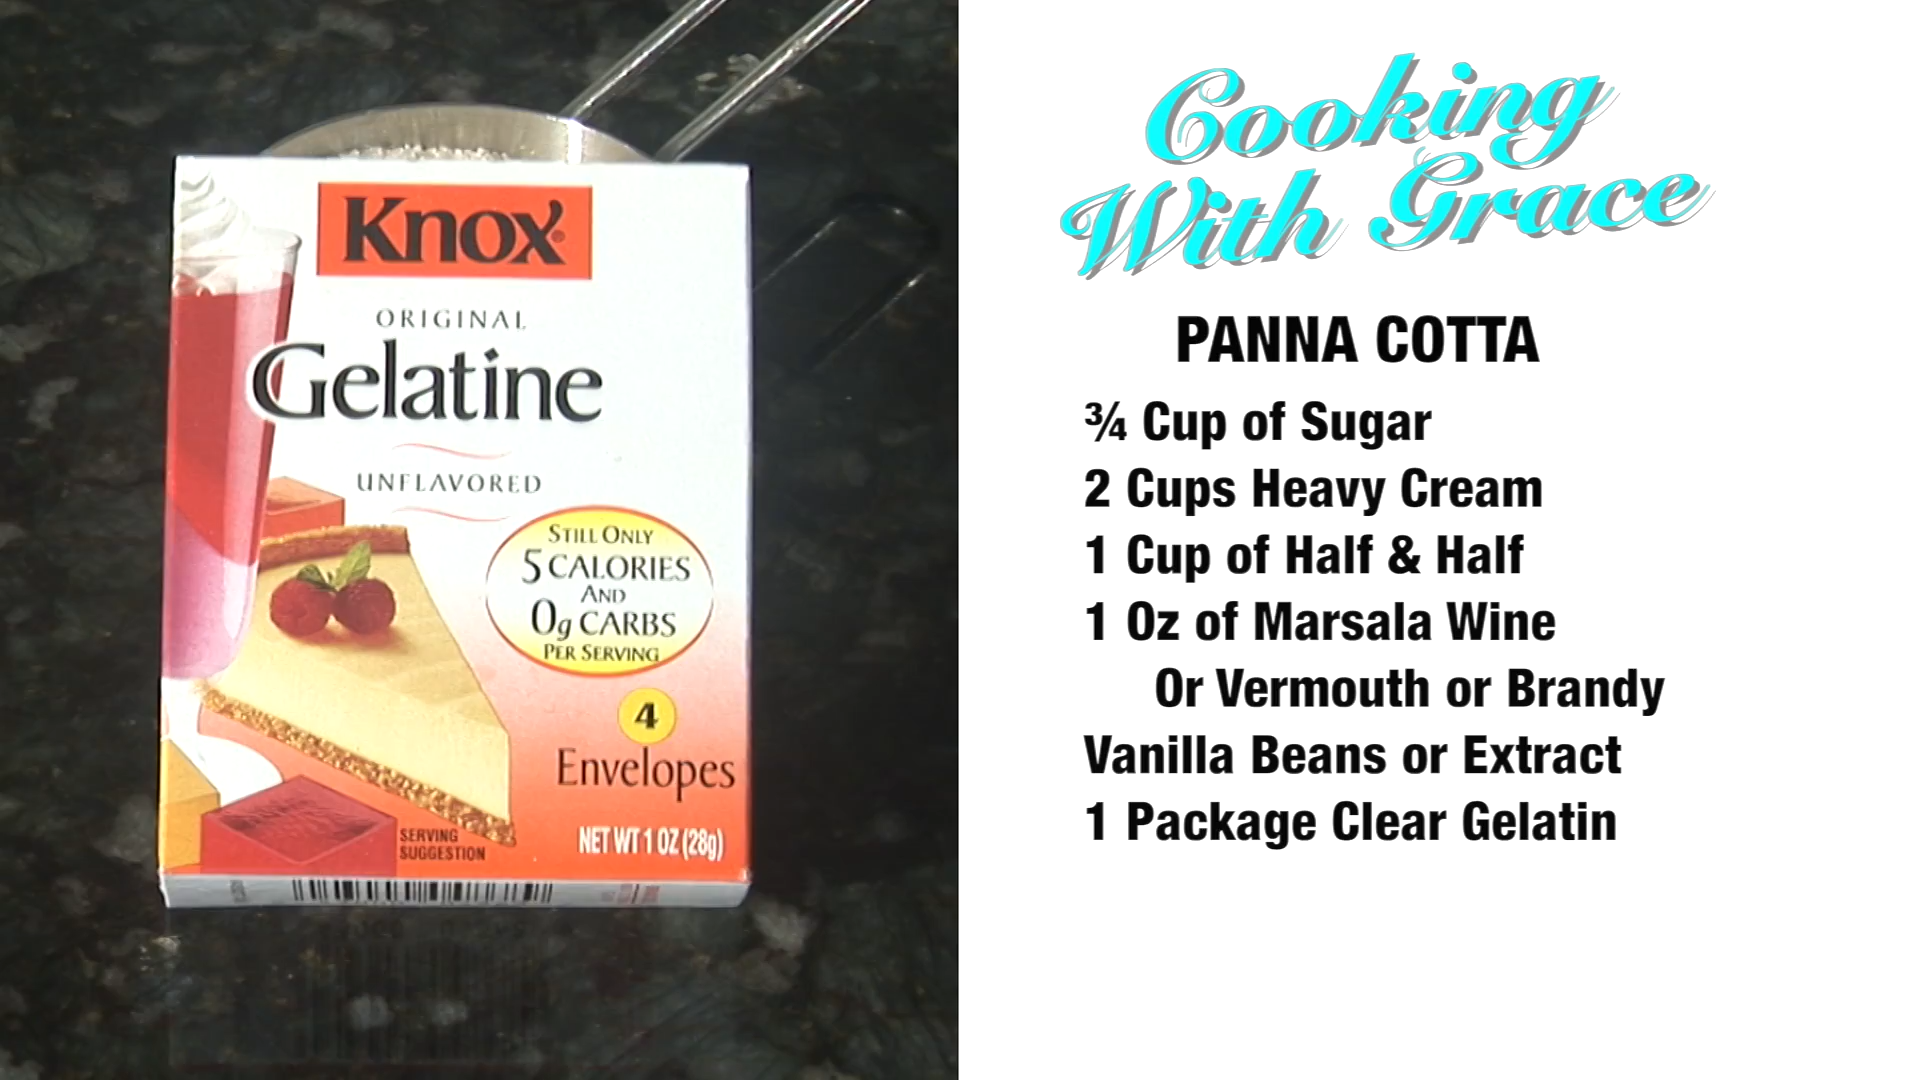 Knox
ORIGINAL
Gelatine
UNFLAVORED
STILL ONLY
5 CALORIES
AND
0g CARBS
PER SERVING
4
Envelopes
SERVING
SUGGESTION
NET WT 1 OZ (28g)
Cooking
With Grace
PANNA COTTA
¾ Cup of Sugar
2 Cups Heavy Cream
1 Cup of Half & Half
1 Oz of Marsala Wine
Or Vermouth or Brandy
Vanilla Beans or Extract
1 Package Clear Gelatin